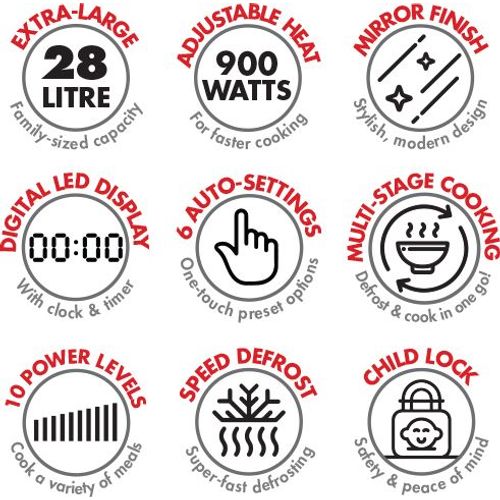 EXTRA-LARGE
28
LITRE
Family-sized capacity
ADJUSTABLE HEAT
900
WATTS
For faster cooking
MIRROR FINISH
Stylish, modern design
DIGITAL LED DISPLAY
00:00
With clock & timer
6 AUTO-SETTINGS
One-touch preset options
MULTI-STAGE COOKING
Defrost & cook in one go!
10 POWER LEVELS
Cook a variety of meals
SPEED DEFROST
Super-fast defrosting
CHILD LOCK
Safety & peace of mind